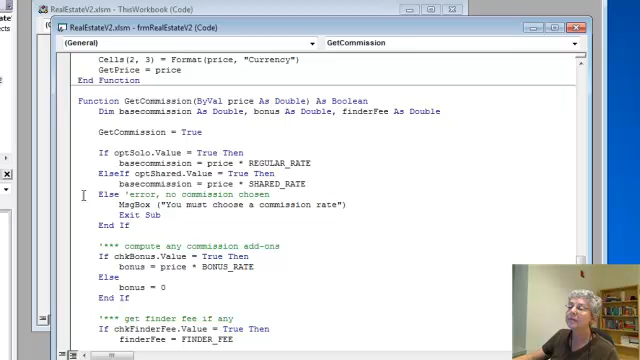 RealEstateV2.xlsm - ThisWorkbook (Code)
RealEstateV2.xlsm - frmRealEstateV2 (Code)
(General)
GetCommission
Cells(2, 3) = Format(price, "Currency")
GetPrice = price
End Function
Function GetCommission(ByVal price As Double) As Boolean
Dim basecommission As Double, bonus As Double, finderFee As Double
GetCommission = True
If optSolo.Value = True Then
basecommission = price * REGULAR_RATE
ElseIf optShared.Value = True Then
basecommission = price * SHARED_RATE
Else 'error, no commission chosen
MsgBox ("You must choose a commission rate")
Exit Sub
End If
'*** compute any commission add-ons
If chkBonus.Value = True Then
bonus = price * BONUS_RATE
Else
bonus = 0
End If
'*** get finder fee if any
If chkFinderFee.Value = True Then
finderFee = FINDER_FEE